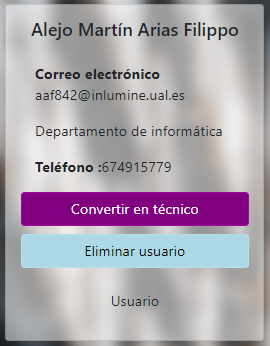 Alejo Martín Arias Filippo
Correo electrónico
aaf842@inlumine.ual.es
Departamento de informática
Teléfono :674915779
Convertir en técnico
Eliminar usuario
Usuario